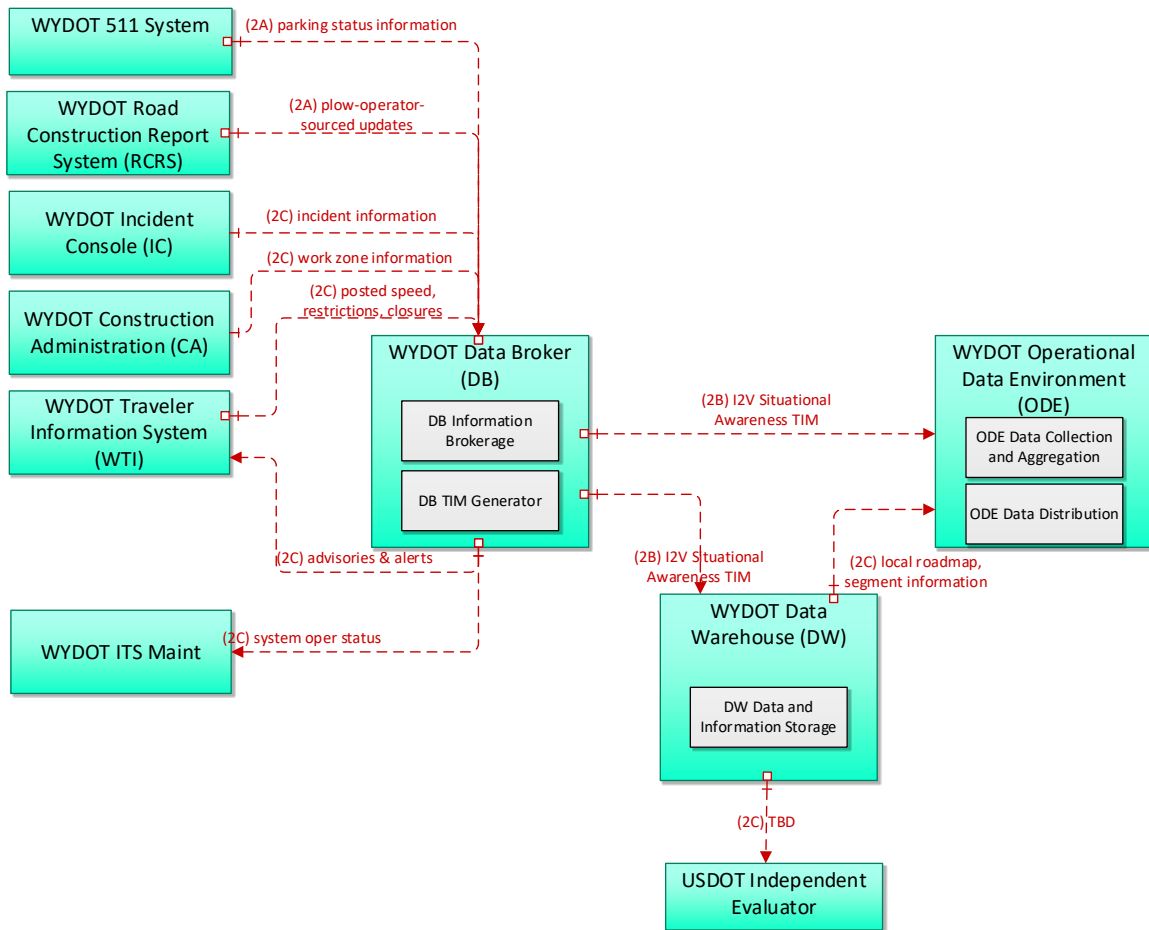 WYDOT 511 System
(2A) parking status information
WYDOT Road
Construction Report
System (RCRS)
(2A) plow-operator-
sourced updates
WYDOT Incident
Console (IC)
(2C) incident information
WYDOT Construction
Administration (CA)
(2C) work zone information
(2C) posted speed,
restrictions, closures
WYDOT Traveler
Information System
(WTI)
WYDOT Data Broker
(DB)
DB Information
Brokerage
DB TIM Generator
(2B) I2V Situational
Awareness TIM
WYDOT Operational
Data Environment
(ODE)
ODE Data Collection
and Aggregation
ODE Data Distribution
(2C) advisories & alerts
(2B) I2V Situational
Awareness TIM
(2C) local roadmap,
segment information
WYDOT ITS Maint
(2C) system oper status
WYDOT Data
Warehouse (DW)
DW Data and
Information Storage
(2C) TBD
USDOT Independent
Evaluator